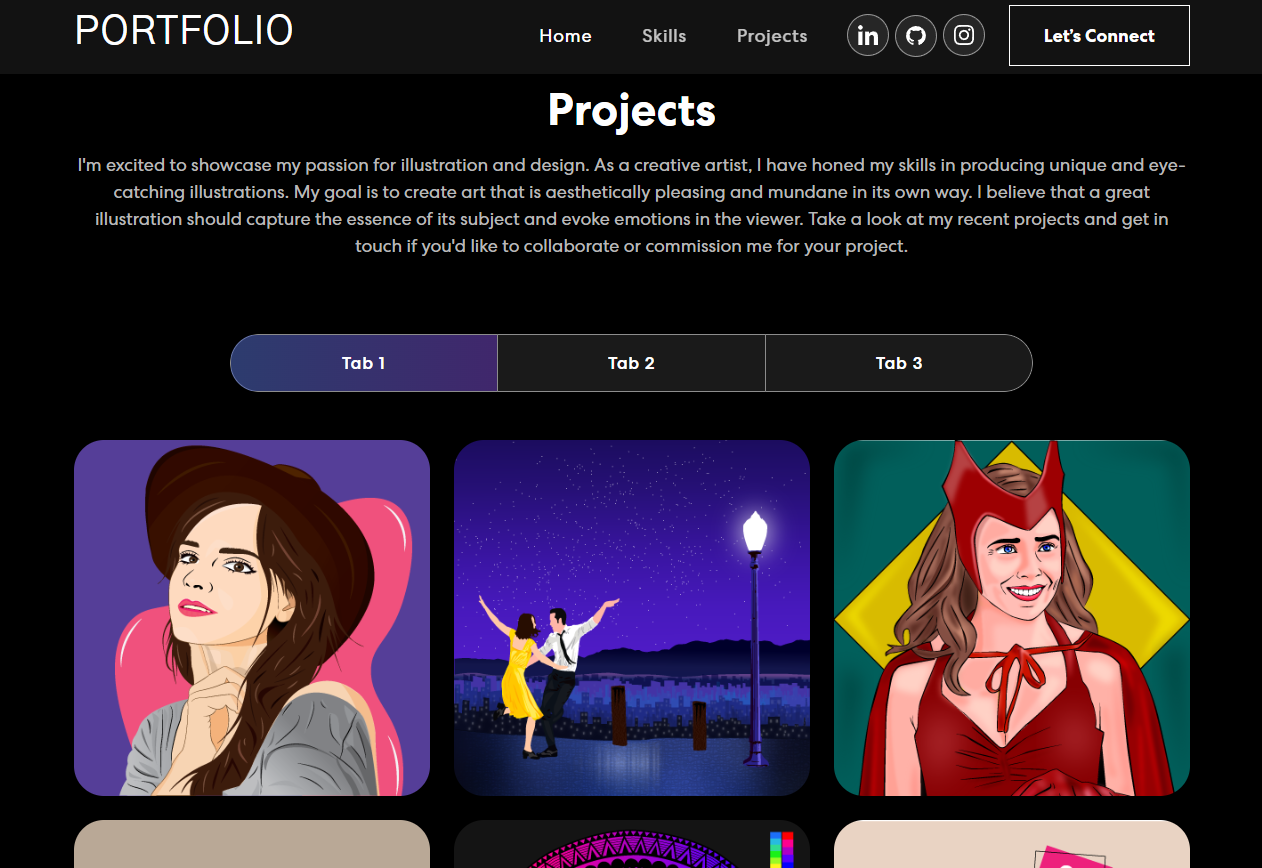 PORTFOLIO
Home Skills Projects Let's Connect
Projects
I'm excited to showcase my passion for illustration and design. As a creative artist, I have honed my skills in producing unique and eye-
catching illustrations. My goal is to create art that is aesthetically pleasing and mundane in its own way. I believe that a great
illustration should capture the essence of its subject and evoke emotions in the viewer. Take a look at my recent projects and get in
touch if you'd like to collaborate or commission me for your project.
Tab 1 Tab 2 Tab 3